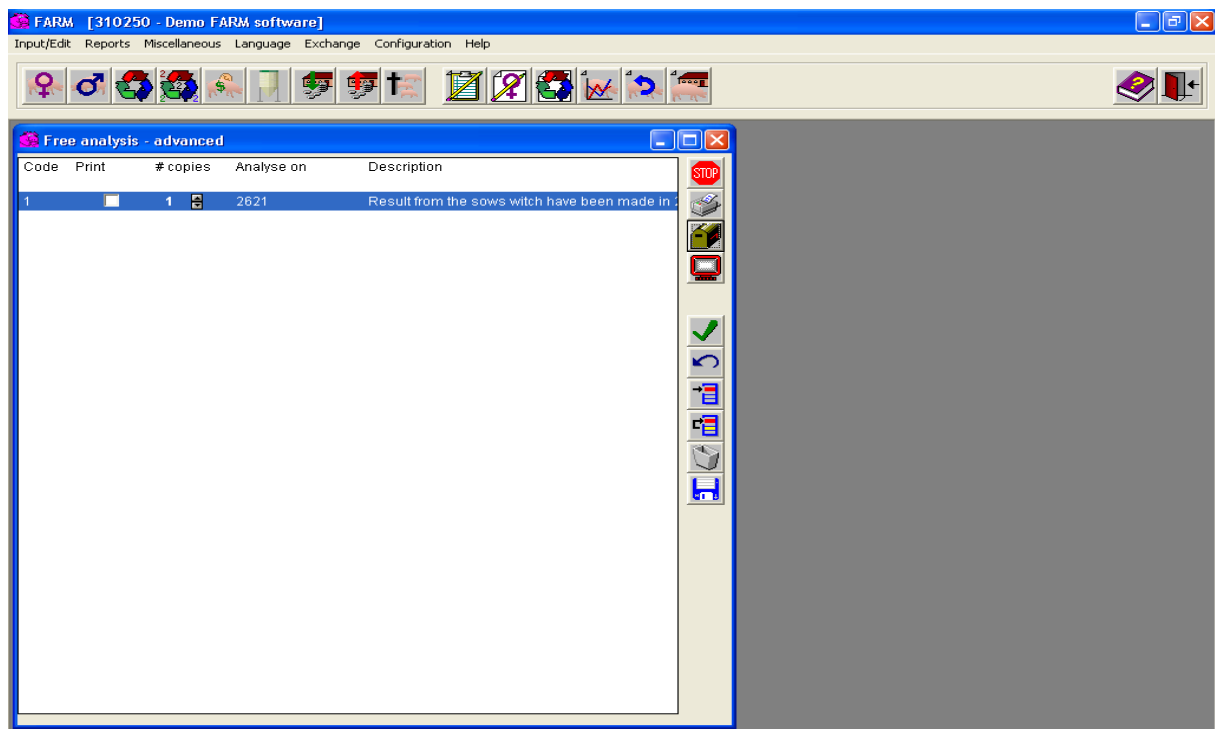 FARM [310250 - Demo FARM software]
Input/Edit Reports Miscellaneous Language Exchange Configuration Help
Free analysis - advanced
Code Print # copies Analyse on Description
STOP
1 1 2621 Result from the sows witch have been made in